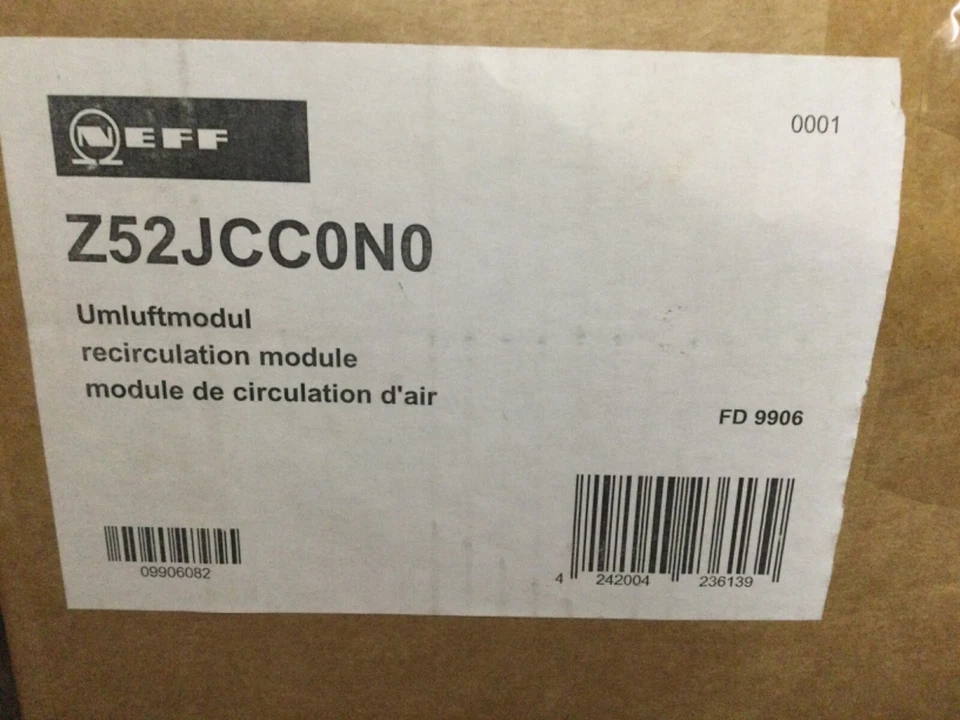 NEFF
0001
Z52JCC0N0
Umluftmodul
recirculation module
module de circulation d'air
FD 9906
09906082
4 242004 236139